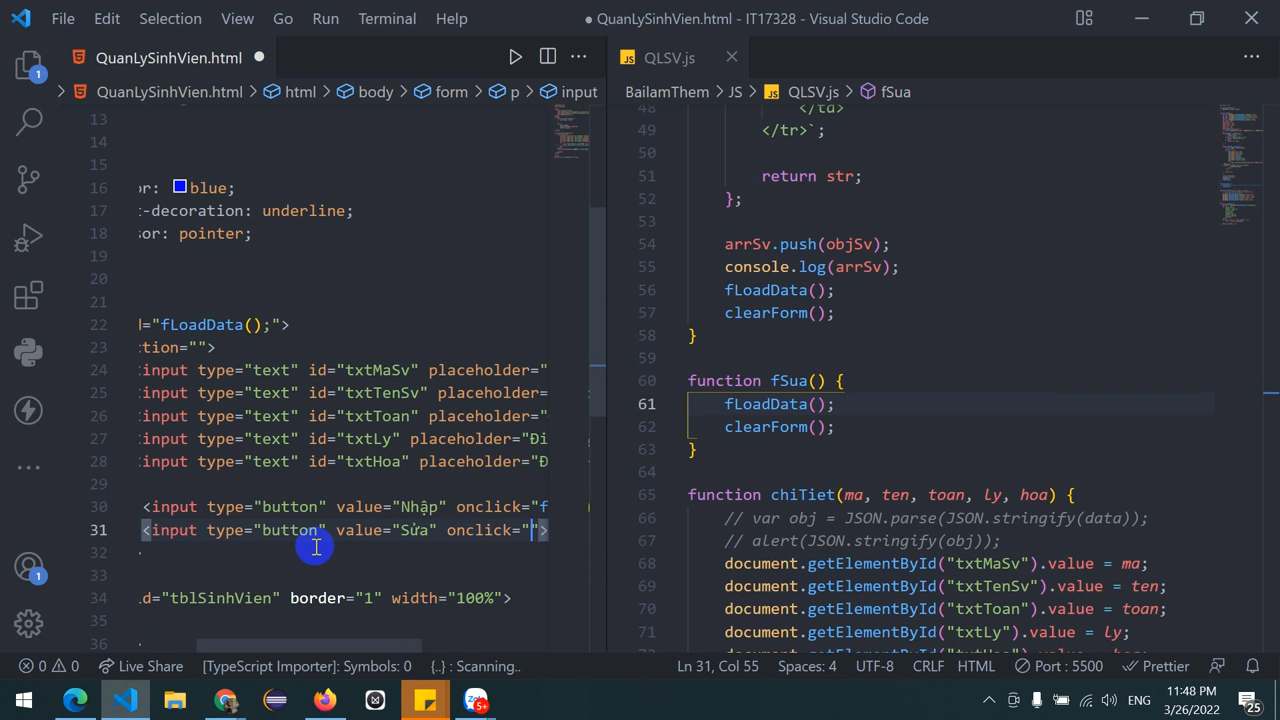 File Edit Selection View Go Run Terminal Help
● QuanLySinhVien.html - IT17328 - Visual Studio Code
QuanLySinhVien.html ●
> QuanLySinhVien.html > html > body > form > p > input
13
14
15
16 or: blue;
17 t-decoration: underline;
18 sor: pointer;
19
20
21
22 d="fLoadData();">
23 ction="">
24 input type="text" id="txtMaSv" placeholder="
25 input type="text" id="txtTenSv" placeholder=
26 input type="text" id="txtToan" placeholder="
27 input type="text" id="txtLy" placeholder="Đi
28 input type="text" id="txtHoa" placeholder="Đ
29
30 <input type="button" value="Nhập" onclick="f
31 <input type="button" value="Sửa" onclick="">
32
33
34 d="tblSinhVien" border="1" width="100%">
35
36
QLSV.js
BailamThem > JS > QLSV.js > fSua
48 </td>
49 </tr>`;
50
51 return str;
52 };
53
54 arrSv.push(objSv);
55 console.log(arrSv);
56 fLoadData();
57 clearForm();
58 }
59
60 function fSua() {
61 fLoadData();
62 clearForm();
63 }
64
65 function chiTiet(ma, ten, toan, ly, hoa) {
66 // var obj = JSON.parse(JSON.stringify(data));
67 // alert(JSON.stringify(obj));
68 document.getElementById("txtMaSv").value = ma;
69 document.getElementById("txtTenSv").value = ten;
70 document.getElementById("txtToan").value = toan;
71 document.getElementById("txtLy").value = ly;
1
1
0 0 Live Share [TypeScript Importer]: Symbols: 0 {..} : Scanning.. Ln 31, Col 55 Spaces: 4 UTF-8 CRLF HTML Port : 5500 Prettier
Zalo 5+
ENG
11:48 PM
3/26/2022
25